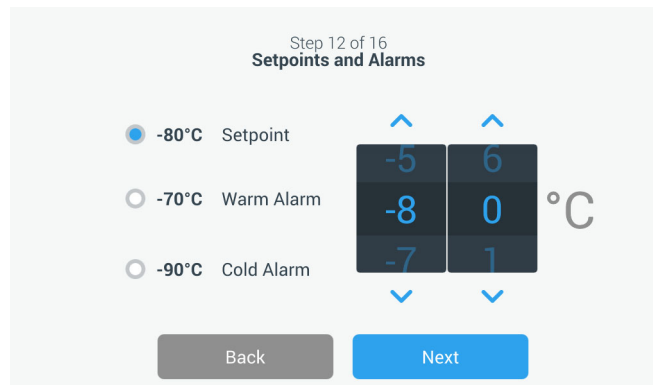 Step 12 of 16
Setpoints and Alarms
-80°C Setpoint
-70°C Warm Alarm
-90°C Cold Alarm
-5 6
-8 0 °C
-7 1
Back Next